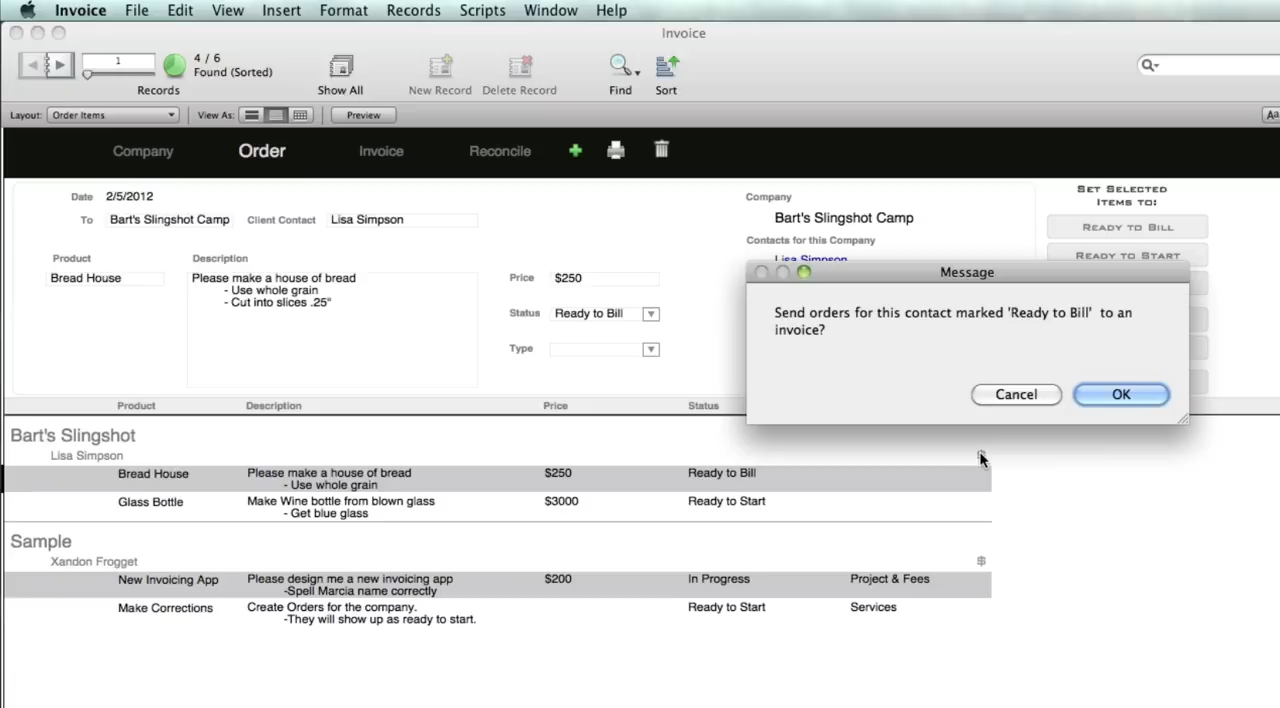 Invoice File Edit View Insert Format Records Scripts Window Help
Invoice
1
4 / 6
Found (Sorted)
Records
Show All
New Record
Delete Record
Find
Sort
Layout: Order Items
View As:
Preview
Aa
Company
Order
Invoice
Reconcile
Date 2/5/2012
To Bart's Slingshot Camp
Client Contact Lisa Simpson
Product
Bread House
Description
Please make a house of bread
- Use whole grain
- Cut into slices .25"
Price $250
Status Ready to Bill
Type
Company
Bart's Slingshot Camp
Contacts for this Company
Lisa Simpson
Set Selected
Items to:
Ready to Bill
Ready to Start
Message
Send orders for this contact marked 'Ready to Bill' to an
invoice?
Cancel
OK
Product Description Price Status
Bart's Slingshot
Lisa Simpson
Bread House Please make a house of bread $250 Ready to Bill
- Use whole grain
Glass Bottle Make Wine bottle from blown glass $3000 Ready to Start
- Get blue glass
Sample
Xandon Frogget
$
New Invoicing App Please design me a new invoicing app $200 In Progress Project & Fees
-Spell Marcia name correctly
Make Corrections Create Orders for the company. Ready to Start Services
-They will show up as ready to start.